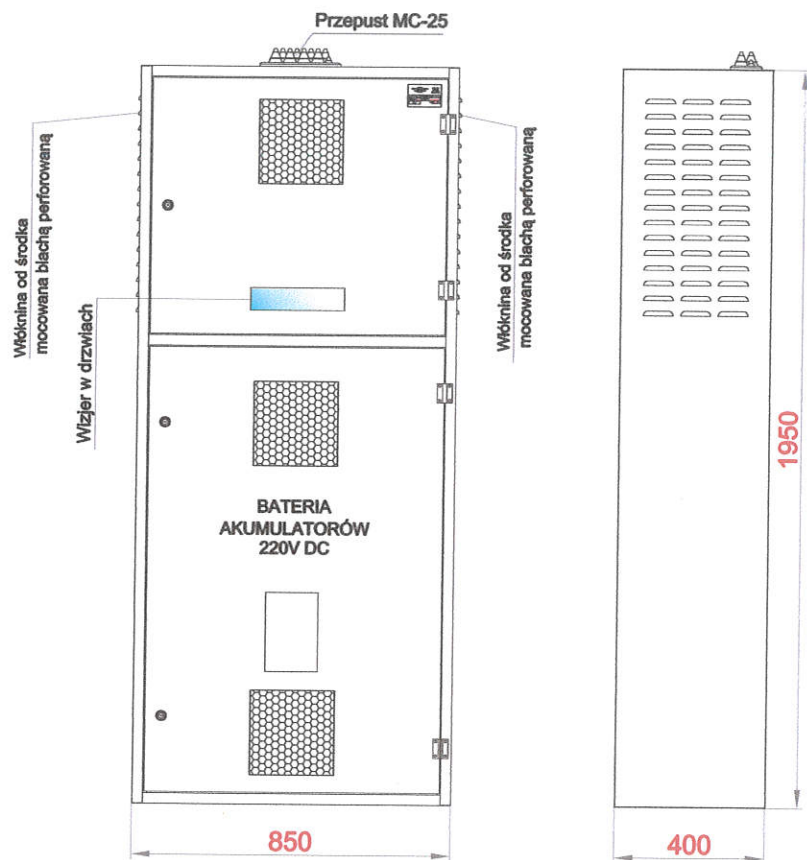 Przepust MC-25
Włóknina od środka
mocowana blachą perforowaną
Wizjer w drzwiach
Włóknina od środka
mocowana blachą perforowaną
BATERIA
AKUMULATORÓW
220V DC
1950
850
400